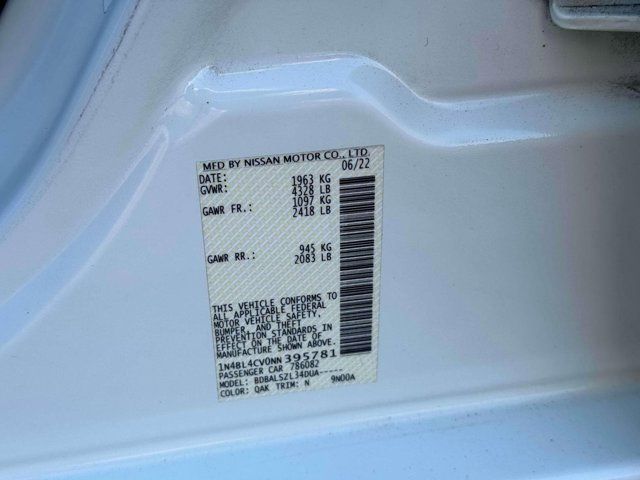 MFD BY NISSAN MOTOR CO., LTD.
DATE: 06/22
GVWR: 1963 KG
4328 LB
GAWR FR.: 1097 KG
2418 LB
GAWR RR.: 945 KG
2083 LB
THIS VEHICLE CONFORMS TO
ALL APPLICABLE FEDERAL
MOTOR VEHICLE SAFETY,
BUMPER, AND THEFT
PREVENTION STANDARDS IN
EFFECT ON THE DATE OF
MANUFACTURE SHOWN ABOVE.
1N4BL4CV0NN395781
PASSENGER CAR 786082
MODEL: BDBALSZL34DUA-----
COLOR: QAK TRIM: N 9N00A